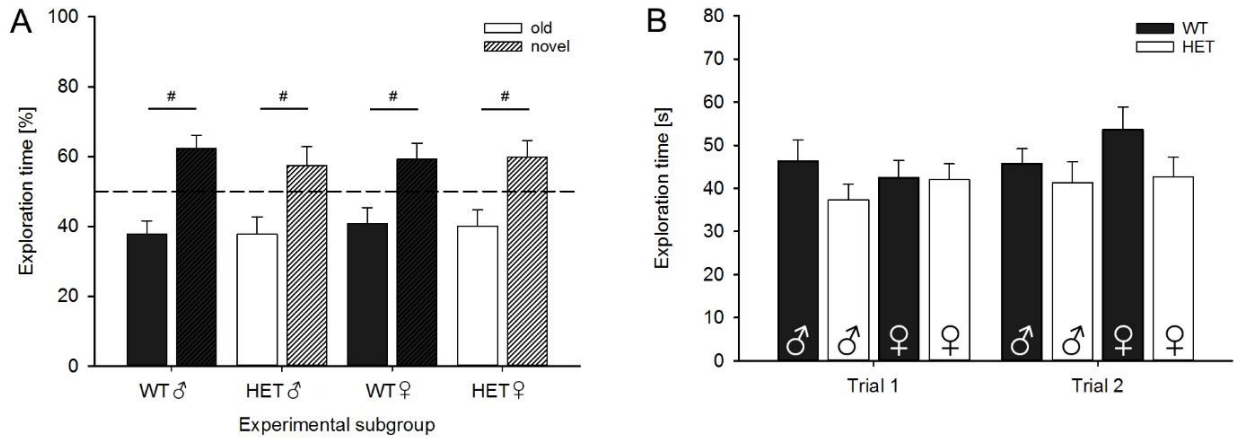 A
old
novel
Exploration time [%]
100
80
60
40
20
0
# # # #
WT♂ HET♂ WT♀ HET♀
Experimental subgroup
B
WT
HET
Exploration time [s]
80
70
60
50
40
30
20
10
0
♂ ♂ ♀ ♀ ♂ ♂ ♀ ♀
Trial 1 Trial 2